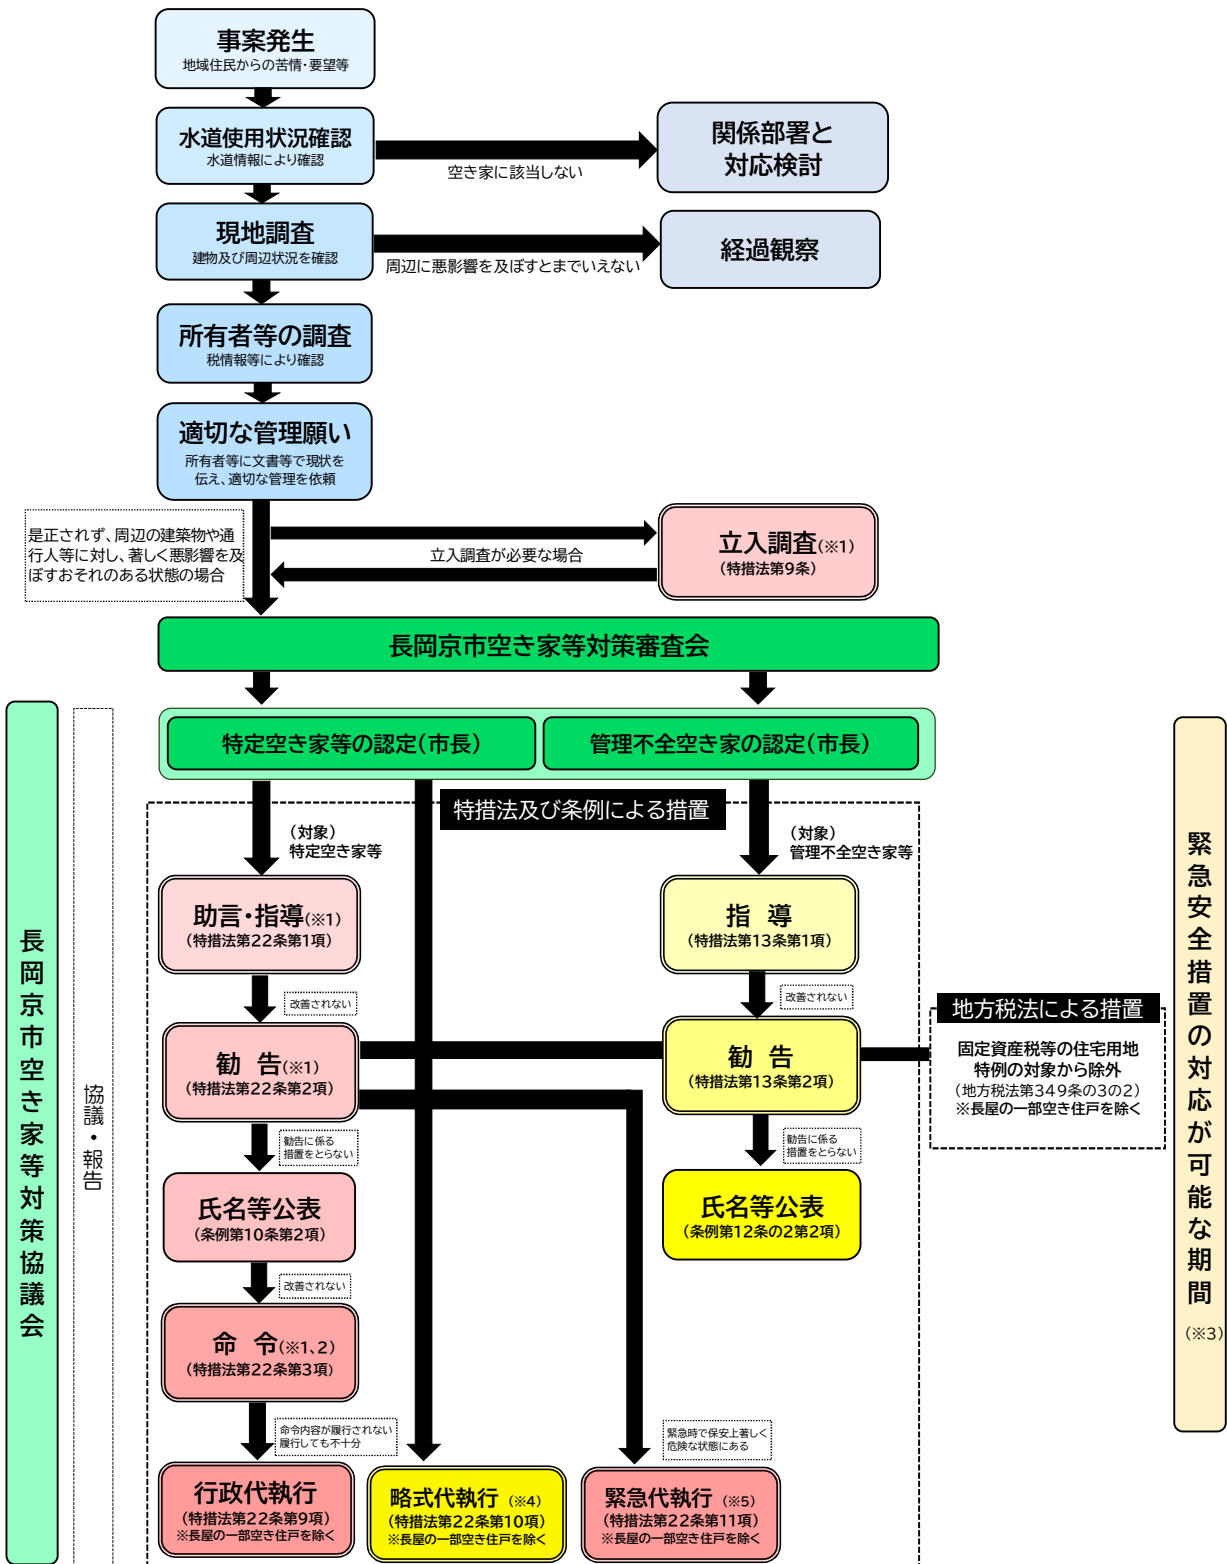 事案発生
地域住民からの苦情・要望等
水道使用状況確認
水道情報により確認
空き家に該当しない
関係部署と
対応検討
現地調査
建物及び周辺状況を確認
周辺に悪影響を及ぼすとまでいえない
経過観察
所有者等の調査
税情報等により確認
適切な管理願い
所有者等に文書等で現状を
伝え、適切な管理を依頼
是正されず、周辺の建築物や通
行人等に対し、著しく悪影響を及
ぼすおそれのある状態の場合
立入調査が必要な場合
立入調査(※1)
(特措法第9条)
長岡京市空き家等対策審査会
特定空き家等の認定(市長)
管理不全空き家の認定(市長)
特措法及び条例による措置
(対象)
特定空き家等
(対象)
管理不全空き家等
助言・指導(※1)
(特措法第22条第1項)
指 導
(特措法第13条第1項)
改善されない
改善されない
勧 告(※1)
(特措法第22条第2項)
勧 告
(特措法第13条第2項)
地方税法による措置
固定資産税等の住宅用地
特例の対象から除外
(地方税法第349条の3の2)
※長屋の一部空き住戸を除く
勧告に係る
措置をとらない
勧告に係る
措置をとらない
氏名等公表
(条例第10条第2項)
氏名等公表
(条例第12条の2第2項)
改善されない
命 令(※1、2)
(特措法第22条第3項)
命令内容が履行されない
履行しても不十分
緊急時で保安上著しく
危険な状態にある
行政代執行
(特措法第22条第9項)
※長屋の一部空き住戸を除く
略式代執行 (※4)
(特措法第22条第10項)
※長屋の一部空き住戸を除く
緊急代執行 (※5)
(特措法第22条第11項)
※長屋の一部空き住戸を除く
長岡京市空き家等対策協議会
協議・報告
緊急安全措置の対応が可能な期間
(※3)